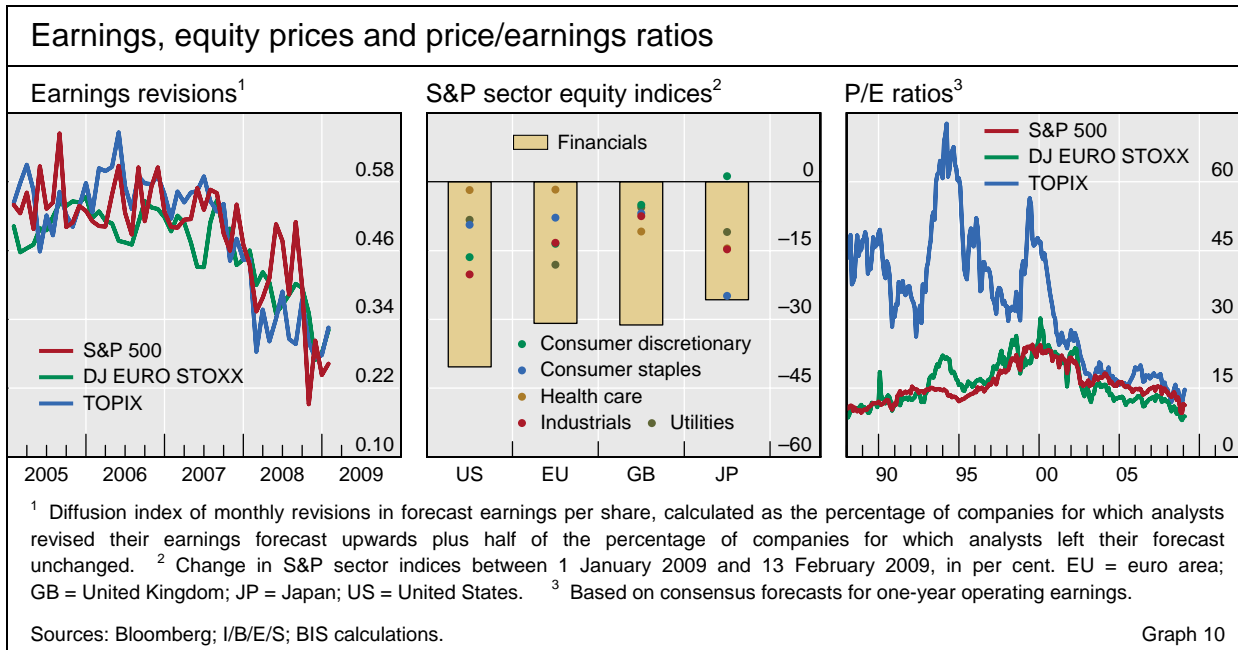 Earnings, equity prices and price/earnings ratios
Earnings revisions¹
0.58
0.46
0.34
0.22
0.10
S&P 500
DJ EURO STOXX
TOPIX
2005 2006 2007 2008 2009
S&P sector equity indices²
Financials
0
–15
–30
–45
–60
Consumer discretionary
Consumer staples
Health care
Industrials Utilities
US EU GB JP
P/E ratios³
S&P 500
DJ EURO STOXX
TOPIX
60
45
30
15
0
90 95 00 05
¹ Diffusion index of monthly revisions in forecast earnings per share, calculated as the percentage of companies for which analysts
revised their earnings forecast upwards plus half of the percentage of companies for which analysts left their forecast
unchanged. ² Change in S&P sector indices between 1 January 2009 and 13 February 2009, in per cent. EU = euro area;
GB = United Kingdom; JP = Japan; US = United States. ³ Based on consensus forecasts for one-year operating earnings.
Sources: Bloomberg; I/B/E/S; BIS calculations. Graph 10